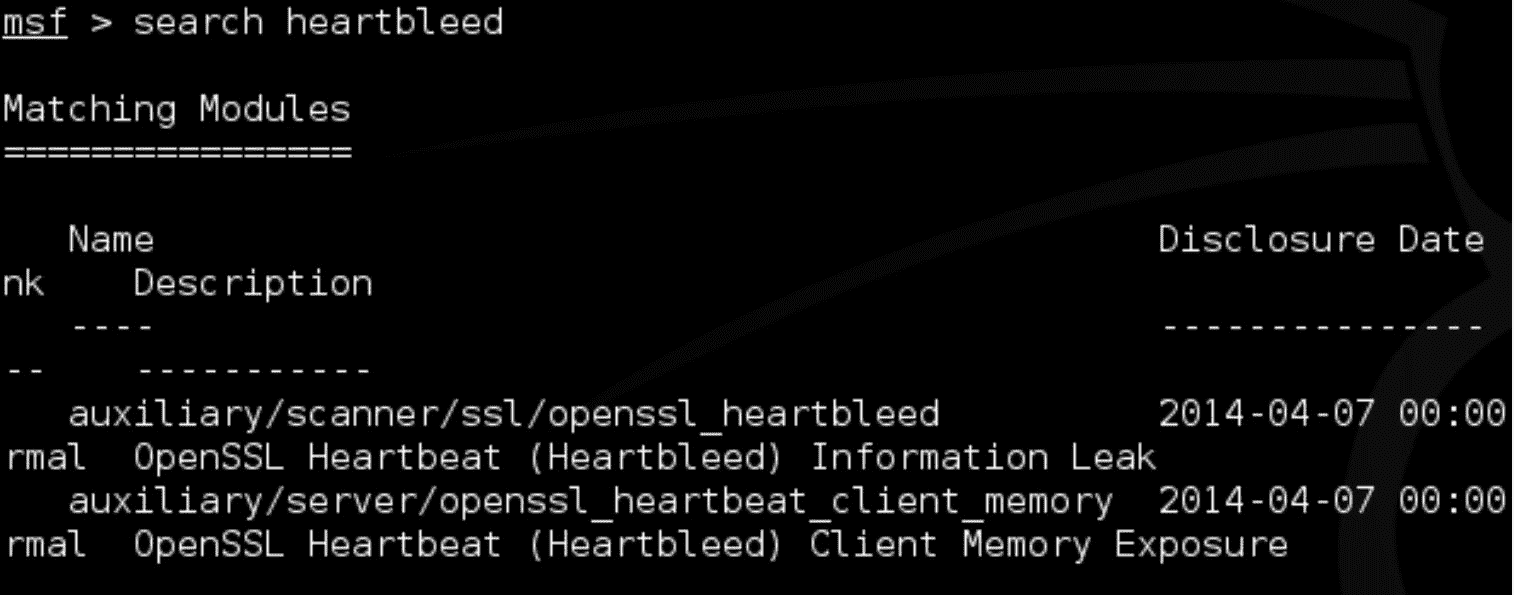 msf > search heartbleed
Matching Modules
================
Name Disclosure Date
nk Description
---- ---------------
-- -----------
auxiliary/scanner/ssl/openssl_heartbleed 2014-04-07 00:00
rmal OpenSSL Heartbeat (Heartbleed) Information Leak
auxiliary/server/openssl_heartbeat_client_memory 2014-04-07 00:00
rmal OpenSSL Heartbeat (Heartbleed) Client Memory Exposure